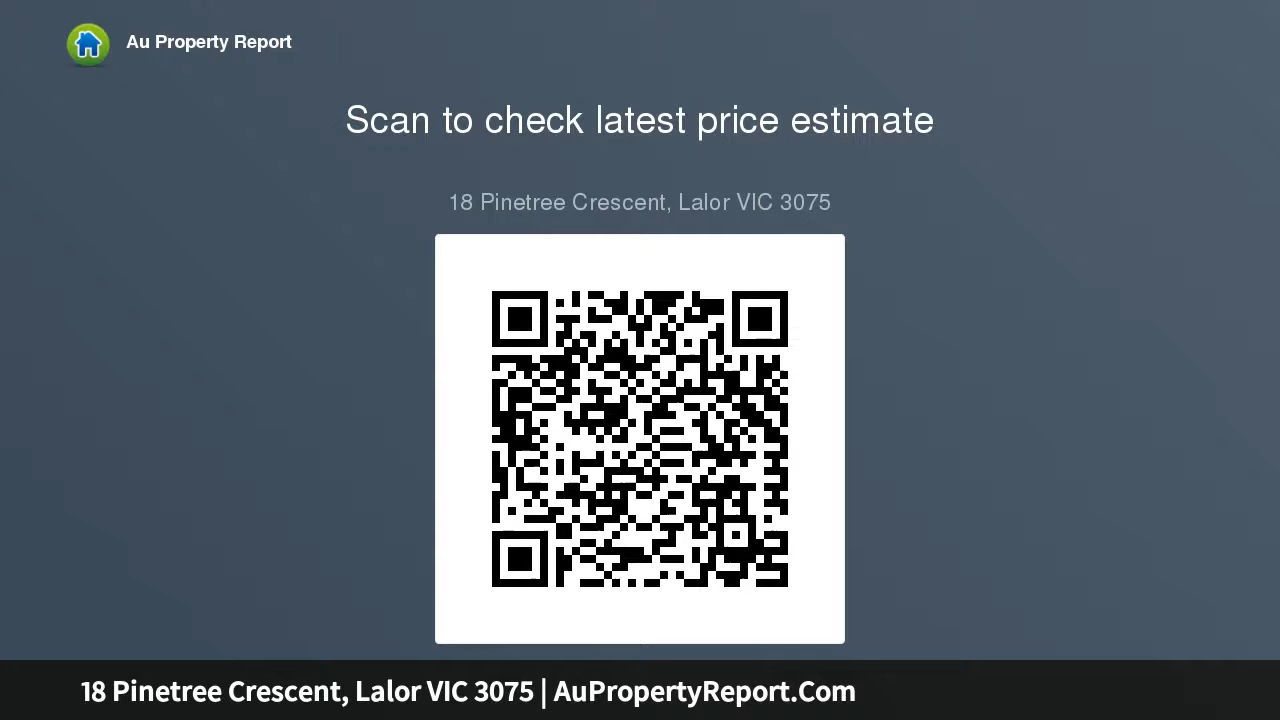 Au Property Report
Scan to check latest price estimate
18 Pinetree Crescent, Lalor VIC 3075
18 Pinetree Crescent, Lalor VIC 3075 | AuPropertyReport.Com